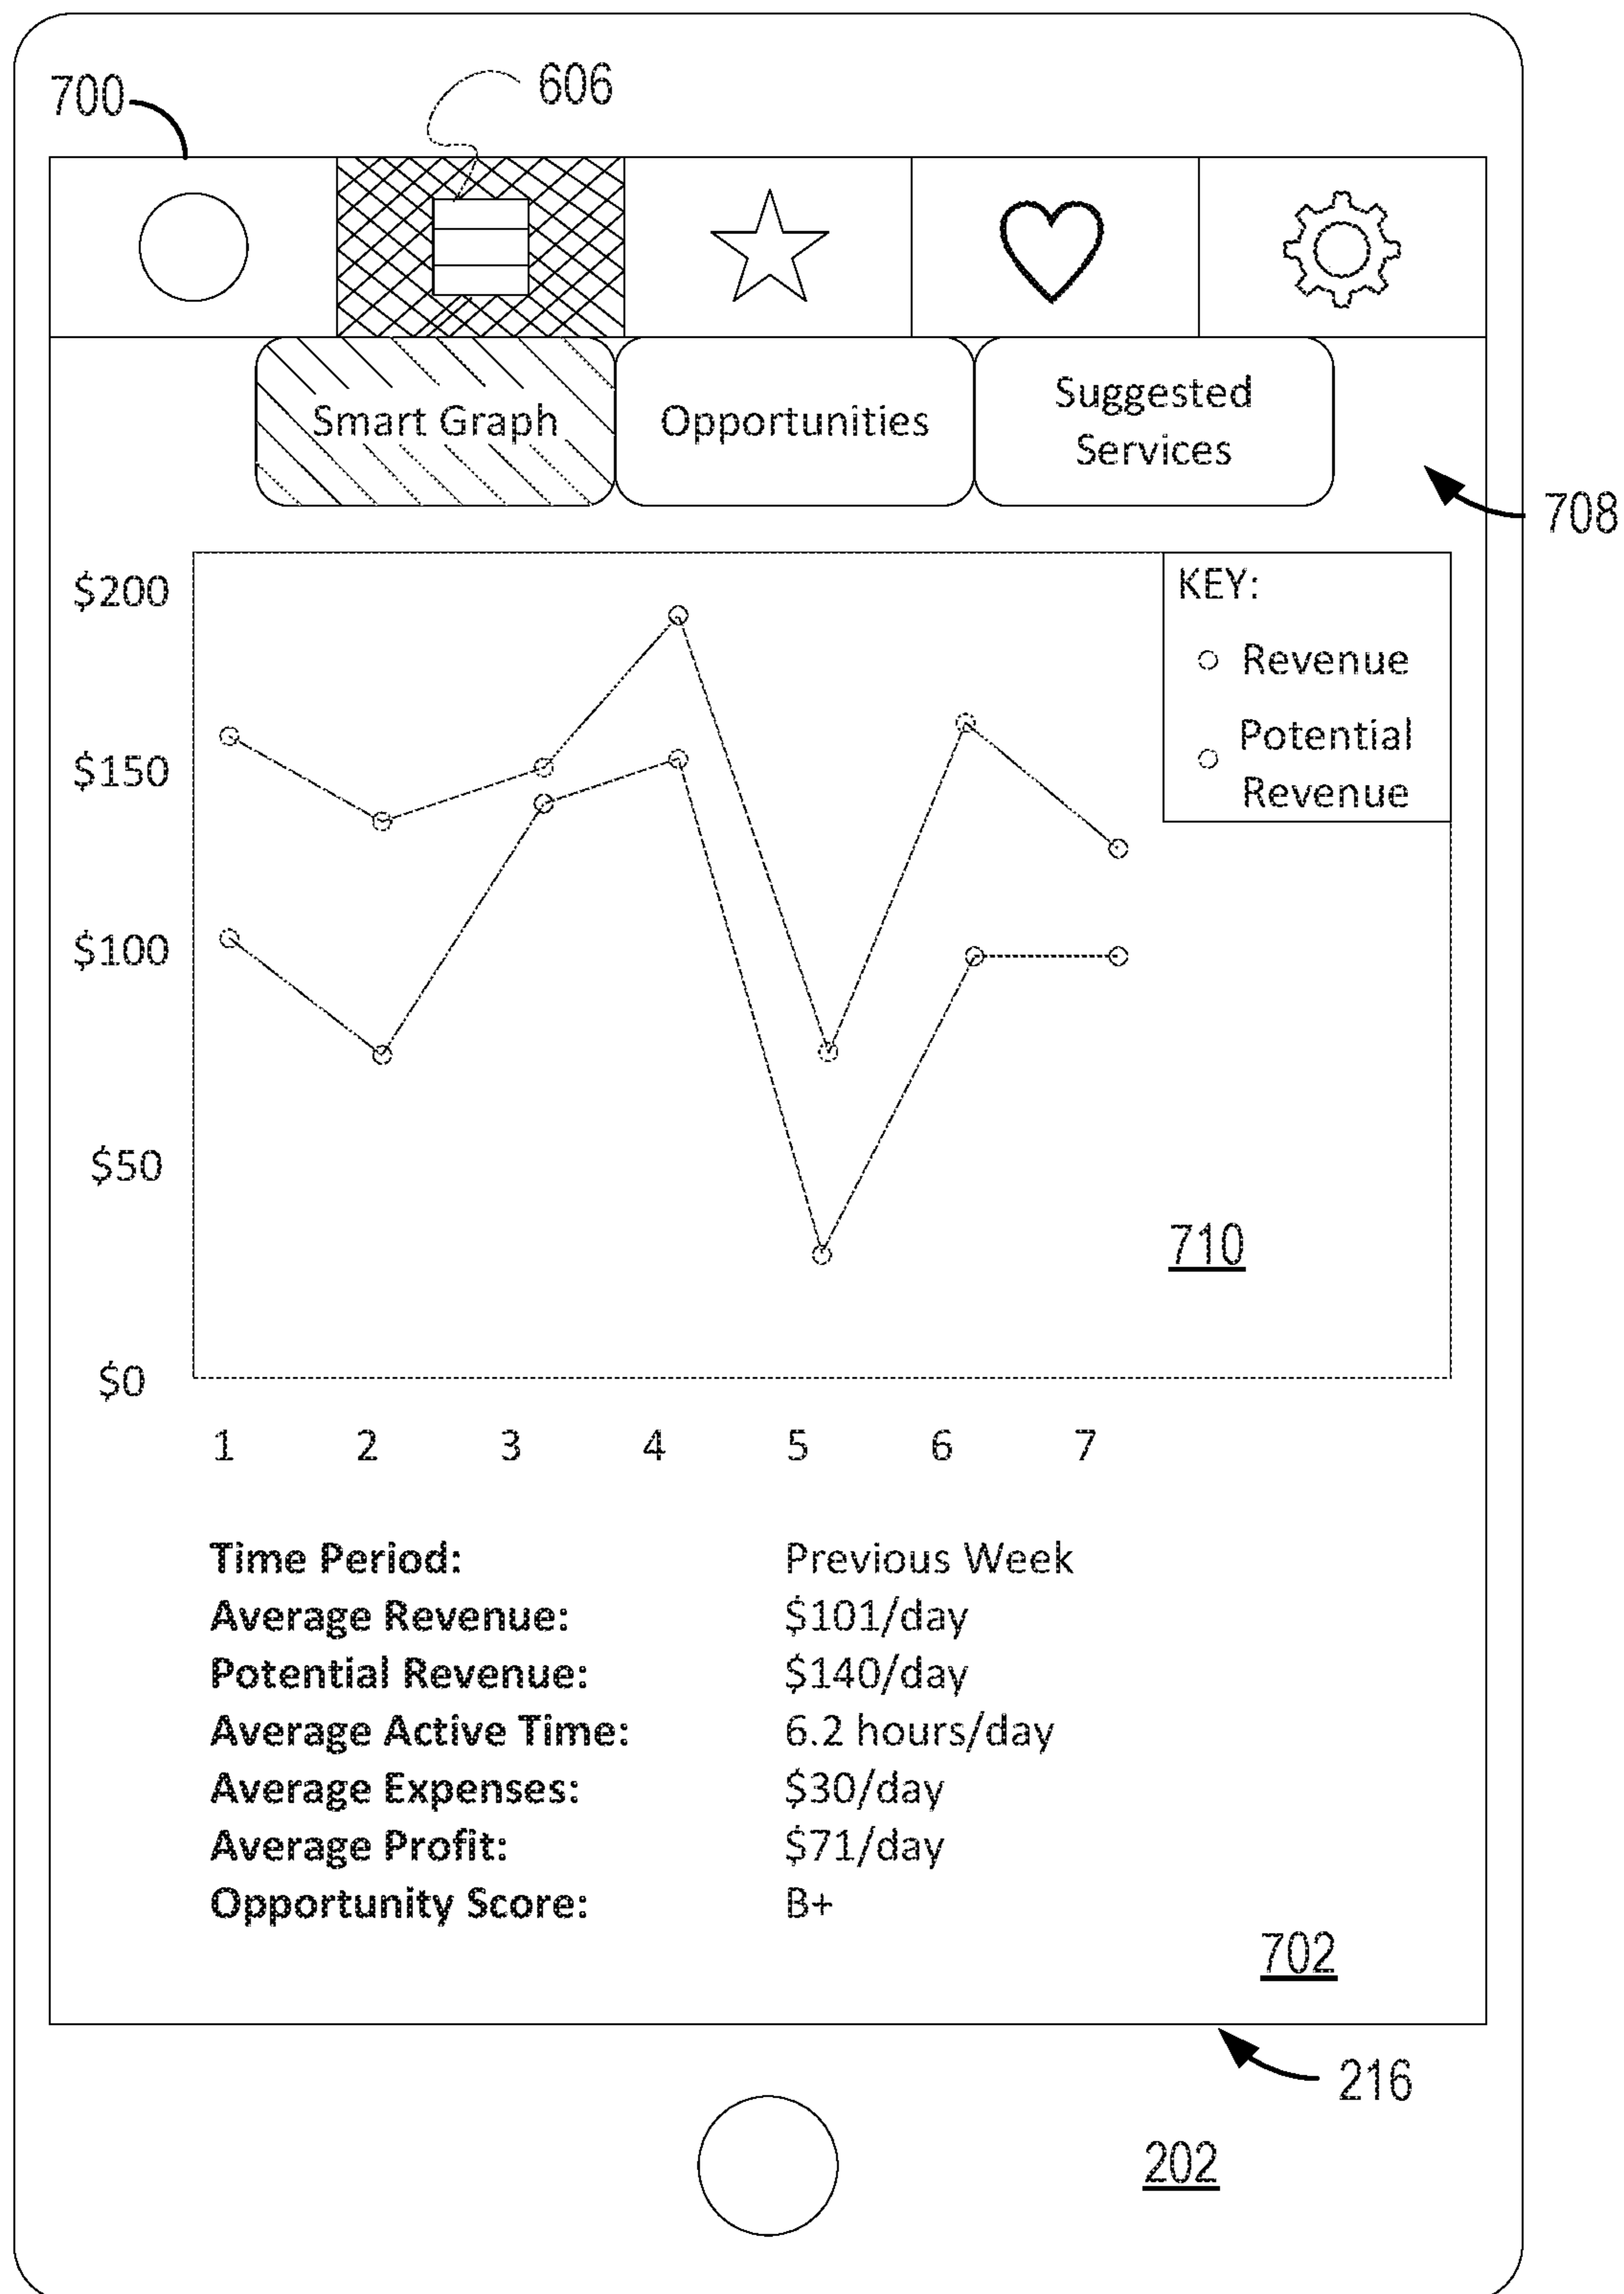 700
606
Smart Graph
Opportunities
Suggested
Services
708
$200
$150
$100
$50
$0
KEY:
Revenue
Potential
Revenue
710
1 2 3 4 5 6 7
Time Period: Previous Week
Average Revenue: $101/day
Potential Revenue: $140/day
Average Active Time: 6.2 hours/day
Average Expenses: $30/day
Average Profit: $71/day
Opportunity Score: B+
702
216
202